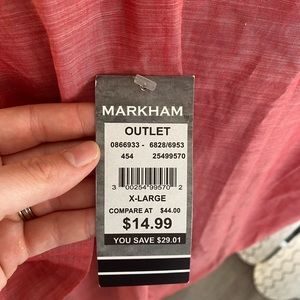 MARKHAM
OUTLET
0866933 - 6828/6953
454 25499570
3 00254 99570 2
X-LARGE
COMPARE AT $44.00
$14.99
YOU SAVE $29.01